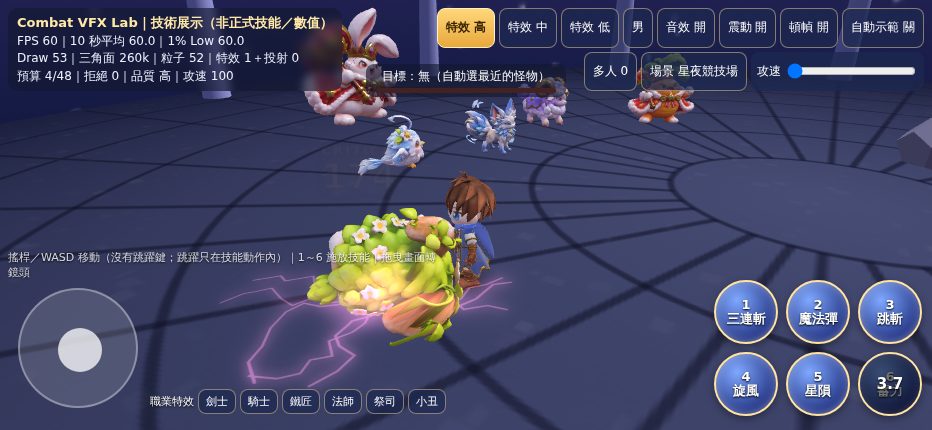 Combat VFX Lab｜技術展示（非正式技能／數值）
FPS 60｜10 秒平均 60.0｜1% Low 60.0
Draw 53｜三角面 260k｜粒子 52｜特效 1＋投射 0
預算 4/48｜拒絕 0｜品質 高｜攻速 100
特效 高
特效 中
特效 低
男
音效 開
震動 開
頓幀 開
自動示範 關
目標：無（自動選最近的怪物）
多人 0
場景 星夜競技場
攻速
搖桿／WASD 移動（沒有跳躍鍵；跳躍只在技能動作內）｜1～6 施放技能｜拖曳畫面轉
鏡頭
1
三連斬
2
魔法彈
3
跳斬
4
旋風
5
星隕
3.7
職業特效
劍士
騎士
鐵匠
法師
祭司
小丑